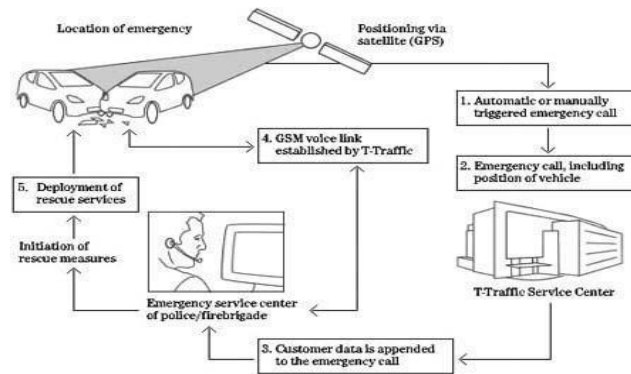 Location of emergency
Positioning via
satellite (GPS)
1. Automatic or manually
triggered emergency call
2. Emergency call, including
position of vehicle
T-Traffic Service Center
3. Customer data is appended
to the emergency call
4. GSM voice link
established by T-Traffic
Emergency service center
of police/firebrigade
Initiation of
rescue measures
5. Deployment of
rescue services